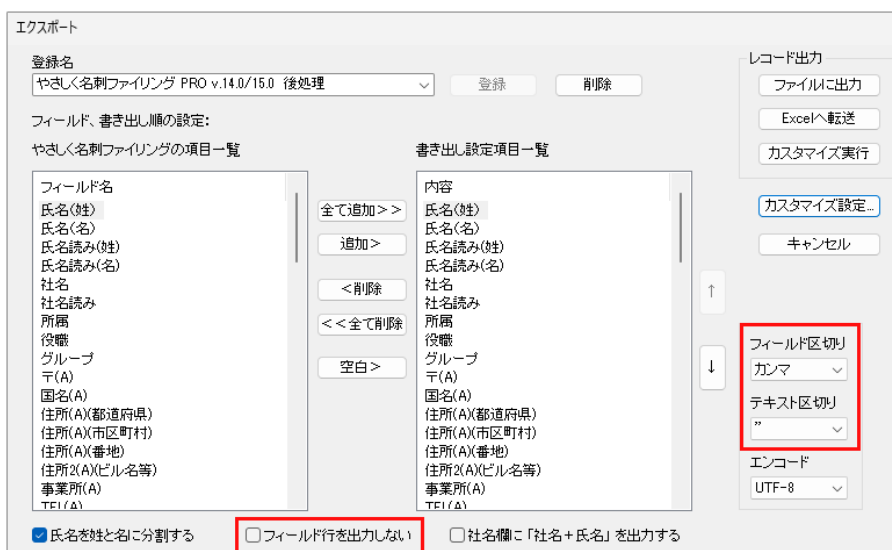 エクスポート
登録名
やさしく名刺ファイリング PRO v.14.0/15.0 後処理
登録
削除
フィールド、書き出し順の設定:
やさしく名刺ファイリングの項目一覧
フィールド名
氏名(姓)
氏名(名)
氏名読み(姓)
氏名読み(名)
社名
社名読み
所属
役職
グループ
〒(A)
国名(A)
住所(A)(都道府県)
住所(A)(市区町村)
住所(A)(番地)
住所2(A)(ビル名等)
事業所(A)
TEL(A)
全て追加>>
追加>
<削除
<<全て削除
空白>
書き出し設定項目一覧
内容
氏名(姓)
氏名(名)
氏名読み(姓)
氏名読み(名)
社名
社名読み
所属
役職
グループ
〒(A)
国名(A)
住所(A)(都道府県)
住所(A)(市区町村)
住所(A)(番地)
住所2(A)(ビル名等)
事業所(A)
TEL(A)
↑
↓
レコード出力
ファイルに出力
Excelへ転送
カスタマイズ実行
カスタマイズ設定...
キャンセル
フィールド区切り
カンマ
テキスト区切り
"
エンコード
UTF-8
氏名を姓と名に分割する
フィールド行を出力しない
社名欄に「社名+氏名」を出力する